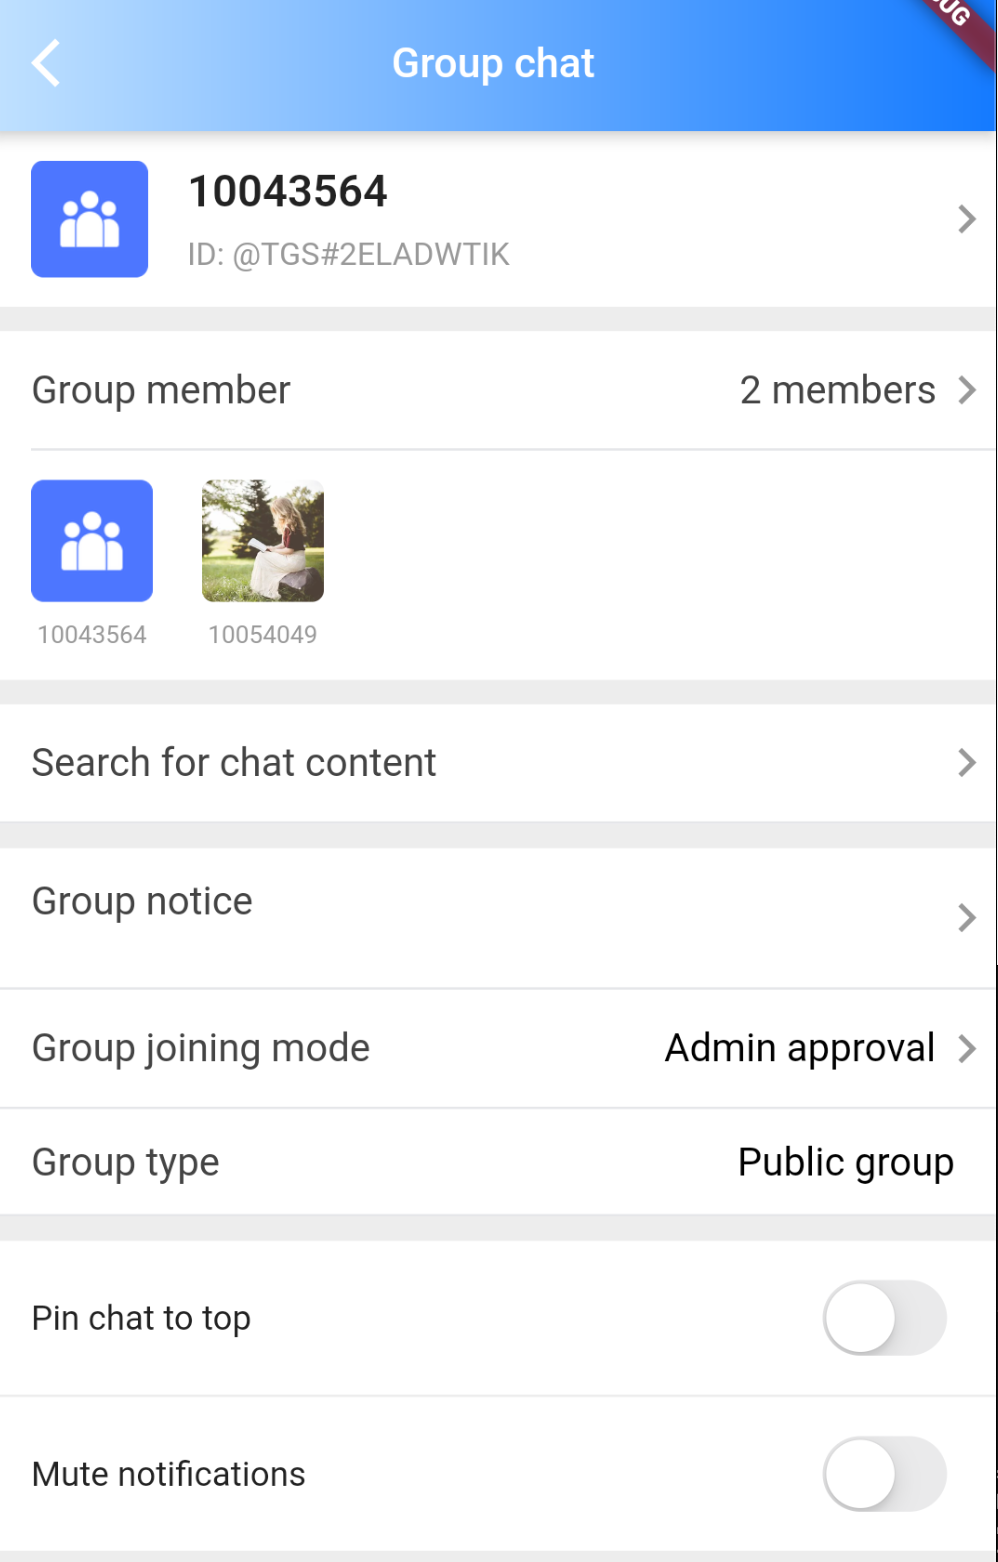 Group chat
10043564
ID: @TGS#2ELADWTIK
Group member
2 members
10043564
10054049
Search for chat content
Group notice
Group joining mode
Admin approval
Group type
Public group
Pin chat to top
Mute notifications